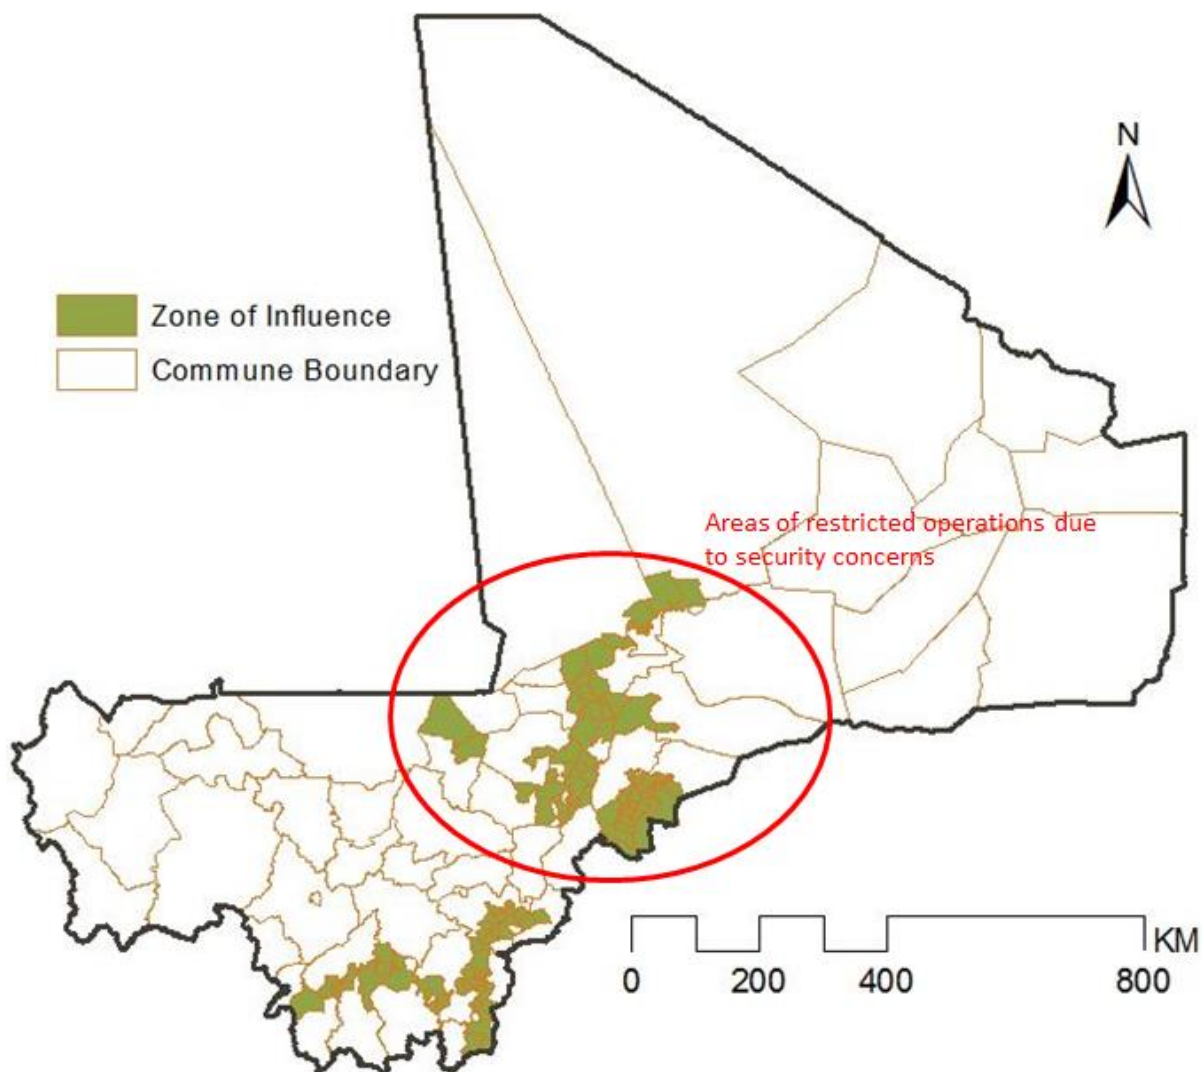 N
Zone of Influence
Commune Boundary
Areas of restricted operations due
to security concerns
KM
0 200 400 800